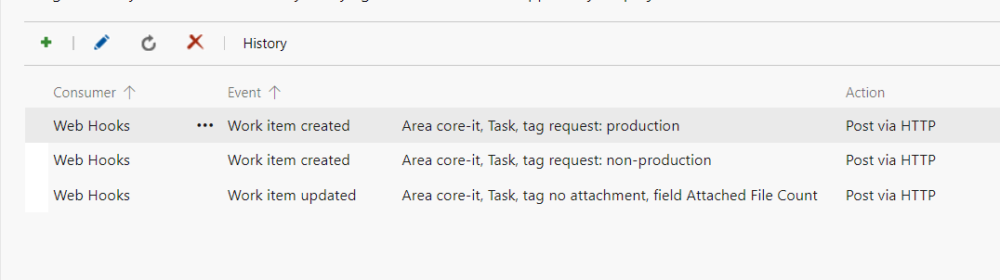 History
Consumer Event Action
Web Hooks ••• Work item created Area core-it, Task, tag request: production Post via HTTP
Web Hooks Work item created Area core-it, Task, tag request: non-production Post via HTTP
Web Hooks Work item updated Area core-it, Task, tag no attachment, field Attached File Count Post via HTTP